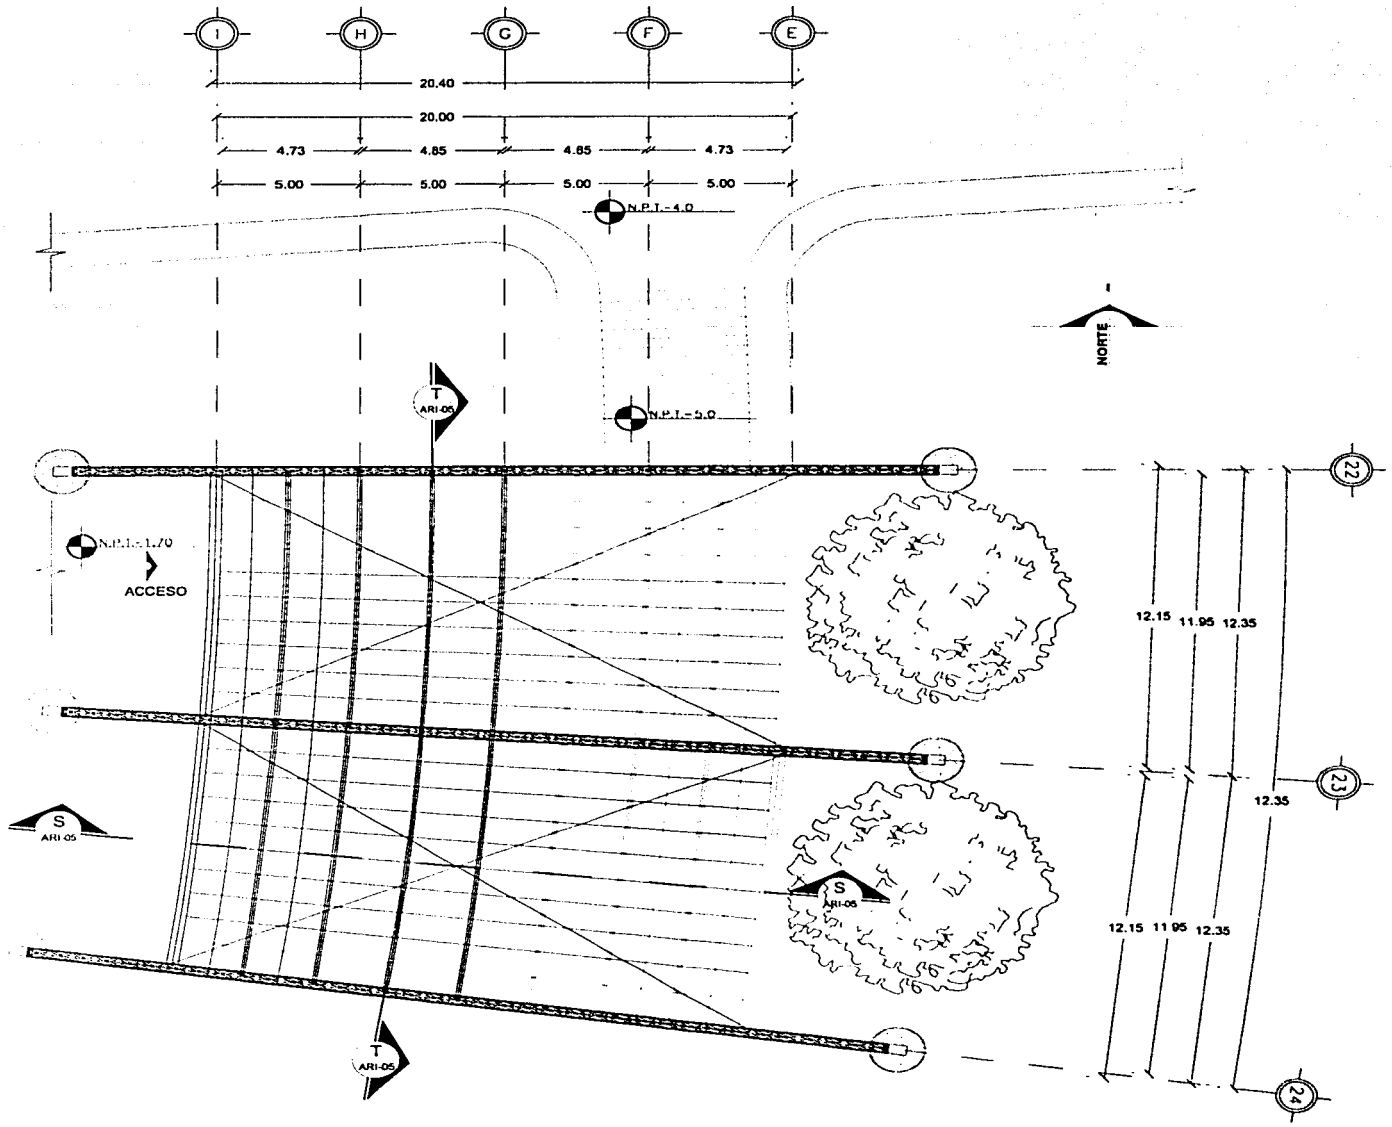 I H G F E
20.40
20.00
4.73 4.85 4.85 4.73
5.00 5.00 5.00 5.00
N.P.T.-4.0
NORTE
T
ARI-05
N.P.T.-5.0
22
N.P.T.-1.70
ACCESO
12.15 11.95 12.35
23
12.35
S
ARI-05
S
ARI-05
12.15 11.95 12.35
T
ARI-05
24